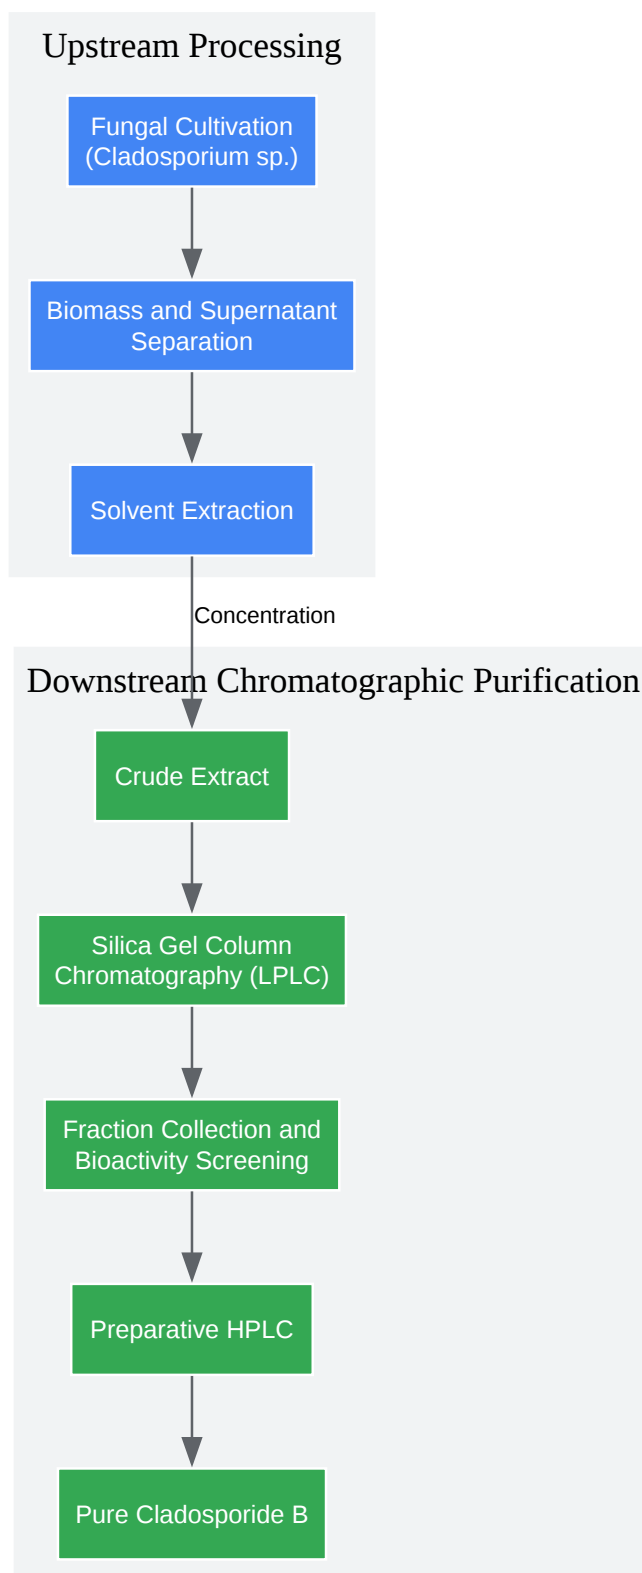 Upstream Processing
Fungal Cultivation
(Cladosporium sp.)
Biomass and Supernatant
Separation
Solvent Extraction
Concentration
Downstream Chromatographic Purification
Crude Extract
Silica Gel Column
Chromatography (LPLC)
Fraction Collection and
Bioactivity Screening
Preparative HPLC
Pure Cladosporide B